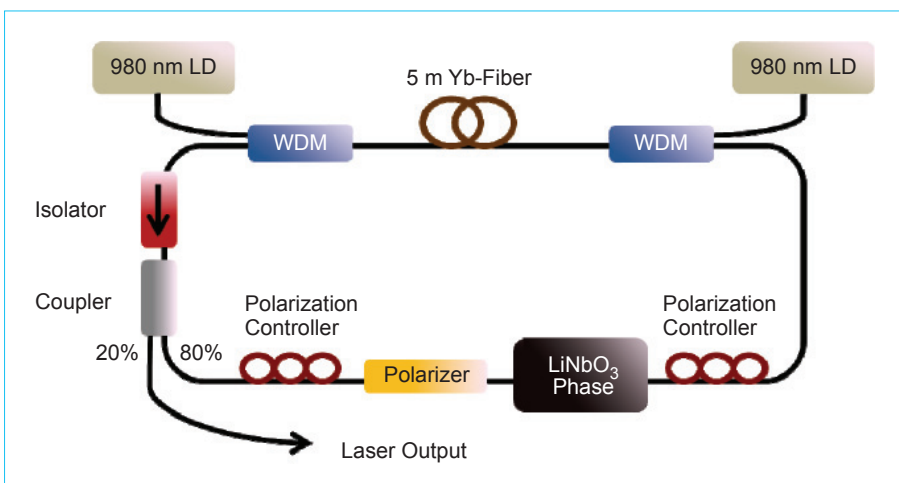 980 nm LD
5 m Yb-Fiber
980 nm LD
WDM
WDM
Isolator
Coupler
20%
80%
Polarization
Controller
Polarizer
LiNbO₃
Phase
Polarization
Controller
Laser Output